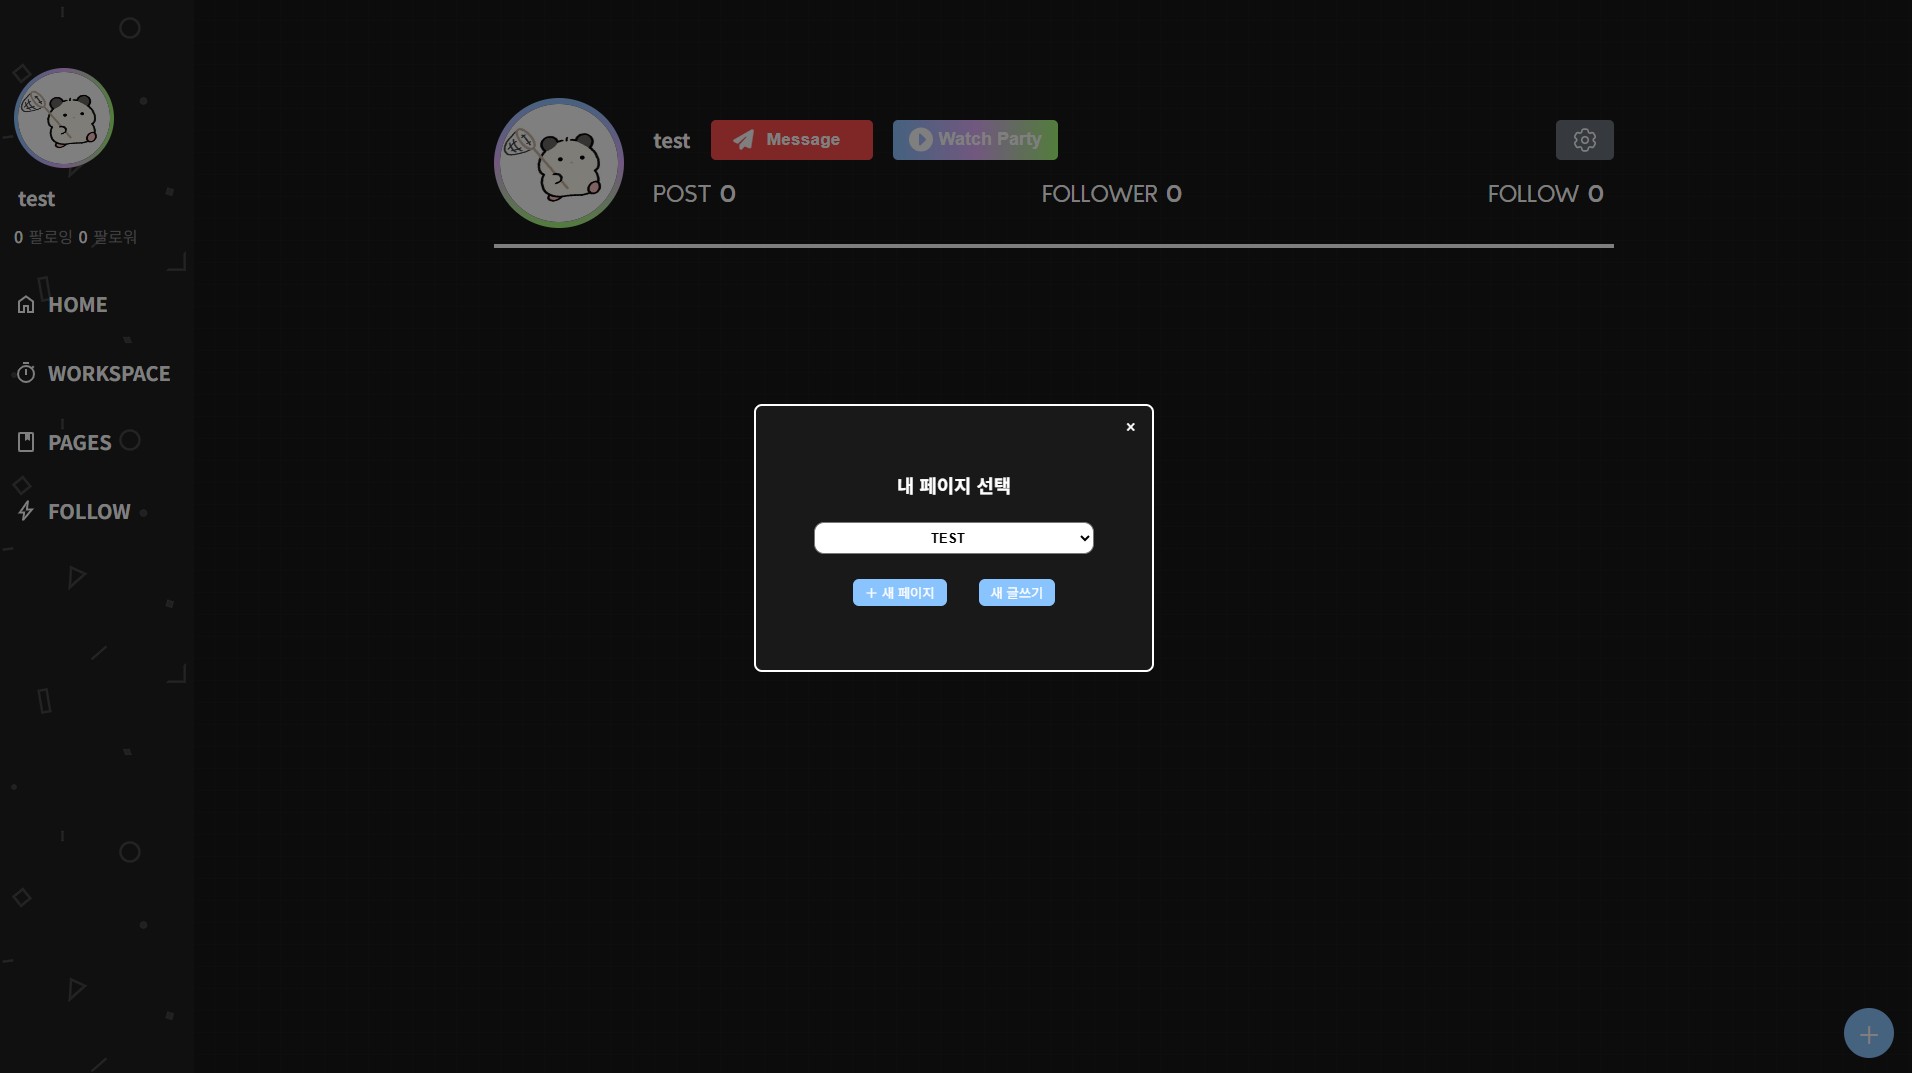 test
0 팔로잉 0 팔로워
HOME
WORKSPACE
PAGES
FOLLOW
test
Message
Watch Party
POST 0
FOLLOWER 0
FOLLOW 0
×
내 페이지 선택
TEST
+ 새 페이지
새 글쓰기
+